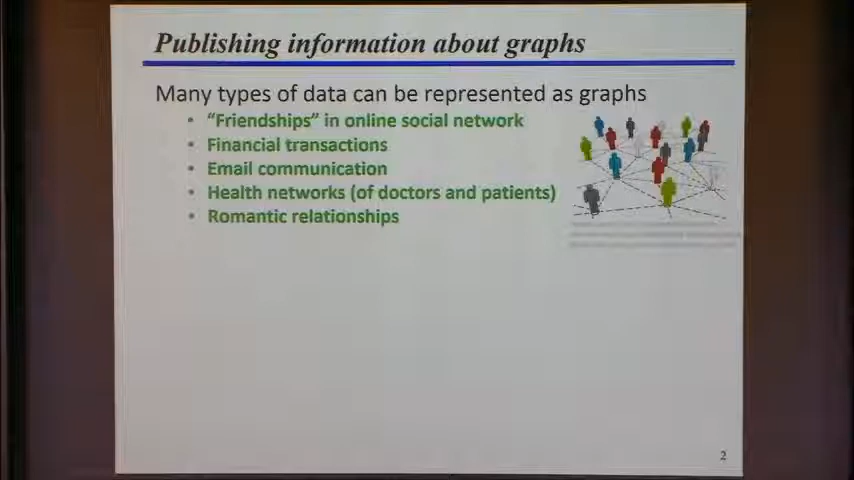 Publishing information about graphs
Many types of data can be represented as graphs
• "Friendships" in online social network
• Financial transactions
• Email communication
• Health networks (of doctors and patients)
• Romantic relationships
2